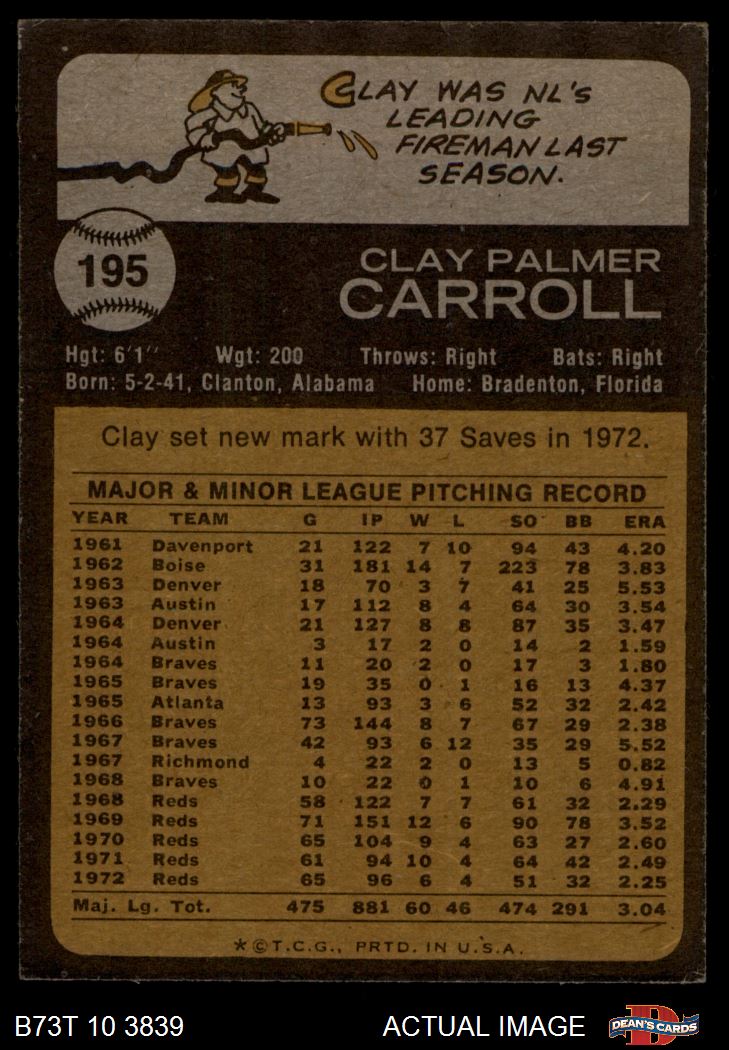 CLAY WAS NL'S
LEADING
FIREMAN LAST
SEASON.
195
CLAY PALMER
CARROLL
Hgt: 6'1" Wgt: 200 Throws: Right Bats: Right
Born: 5-2-41, Clanton, Alabama Home: Bradenton, Florida
Clay set new mark with 37 Saves in 1972.
MAJOR & MINOR LEAGUE PITCHING RECORD
YEAR TEAM G IP W L SO BB ERA
1961 Davenport 21 122 7 10 94 43 4.20
1962 Boise 31 181 14 7 223 78 3.83
1963 Denver 18 70 3 7 41 25 5.53
1963 Austin 17 112 8 4 64 30 3.54
1964 Denver 21 127 8 8 87 35 3.47
1964 Austin 3 17 2 0 14 2 1.59
1964 Braves 11 20 2 0 17 3 1.80
1965 Braves 19 35 0 1 16 13 4.37
1965 Atlanta 13 93 3 6 52 32 2.42
1966 Braves 73 144 8 7 67 29 2.38
1967 Braves 42 93 6 12 35 29 5.52
1967 Richmond 4 22 2 0 13 5 0.82
1968 Braves 10 22 0 1 10 6 4.91
1968 Reds 58 122 7 7 61 32 2.29
1969 Reds 71 151 12 6 90 78 3.52
1970 Reds 65 104 9 4 63 27 2.60
1971 Reds 61 94 10 4 64 42 2.49
1972 Reds 65 96 6 4 51 32 2.25
Maj. Lg. Tot. 475 881 60 46 474 291 3.04
*©T.C.G., PRTD. IN U.S.A.
B73T 10 3839 ACTUAL IMAGE D DEAN'S CARDS